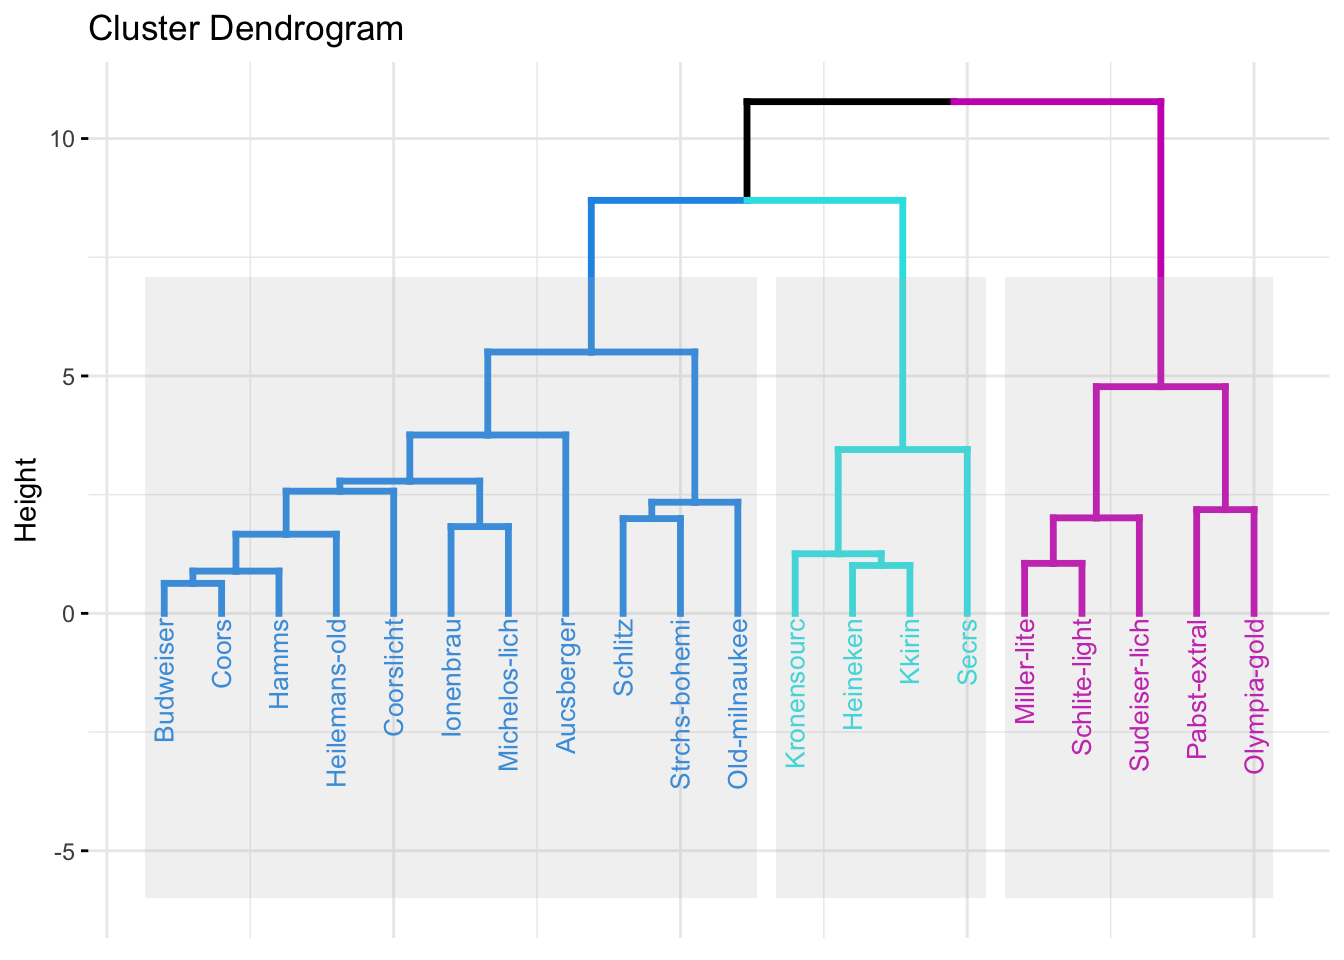 Cluster Dendrogram
Height
10
5
0
-5
Budweiser
Coors
Hamms
Heilemans-old
Coorslicht
Ionenbrau
Michelos-lich
Aucsberger
Schlitz
Strchs-bohemi
Old-milnaukee
Kronensourc
Heineken
Kkirin
Secrs
Miller-lite
Schlite-light
Sudeiser-lich
Pabst-extral
Olympia-gold